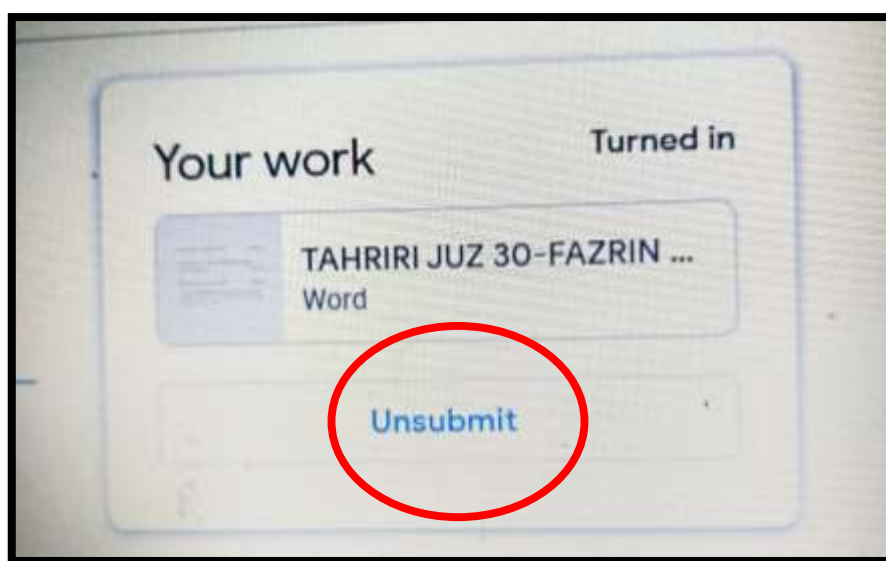 Your work
Turned in
TAHRIRI JUZ 30-FAZRIN ...
Word
Unsubmit